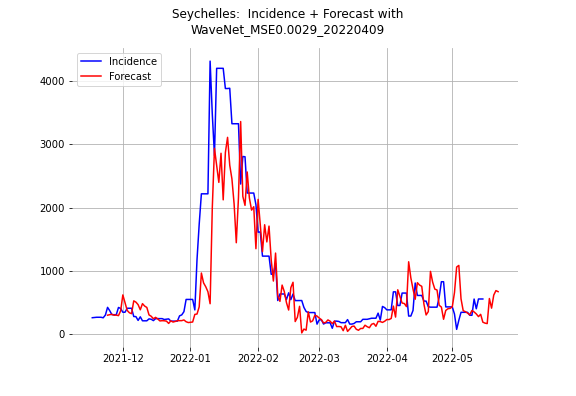 Seychelles:  Incidence + Forecast with
WaveNet_MSE0.0029_20220409
Incidence
Forecast
4000
3000
2000
1000
0
2021-12 2022-01 2022-02 2022-03 2022-04 2022-05